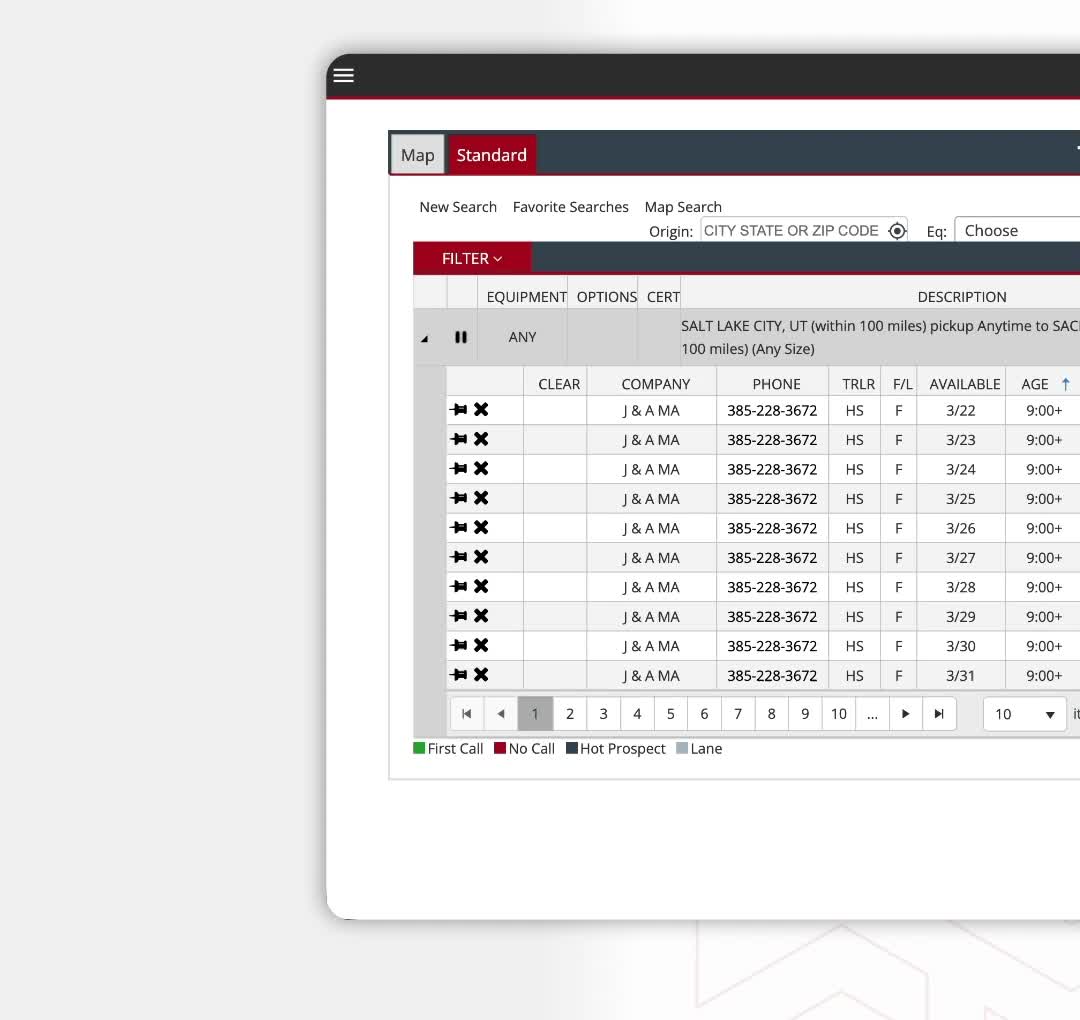 Map Standard
New Search Favorite Searches Map Search
Origin: CITY STATE OR ZIP CODE Eq: Choose
FILTER
EQUIPMENT OPTIONS CERT DESCRIPTION
SALT LAKE CITY, UT (within 100 miles) pickup Anytime to
ANY
100 miles) (Any Size)
CLEAR COMPANY PHONE TRLR F/L AVAILABLE AGE
J & A MA 385-228-3672 HS F 3/22 9:00+
J & A MA 385-228-3672 HS F 3/23 9:00+
J & A MA 385-228-3672 HS F 3/24 9:00+
J & A MA 385-228-3672 HS F 3/25 9:00+
J & A MA 385-228-3672 HS F 3/26 9:00+
J & A MA 385-228-3672 HS F 3/27 9:00+
J & A MA 385-228-3672 HS F 3/28 9:00+
J & A MA 385-228-3672 HS F 3/29 9:00+
J & A MA 385-228-3672 HS F 3/30 9:00+
J & A MA 385-228-3672 HS F 3/31 9:00+
1 2 3 4 5 6 7 8 9 10 ... 10
First Call No Call Hot Prospect Lane